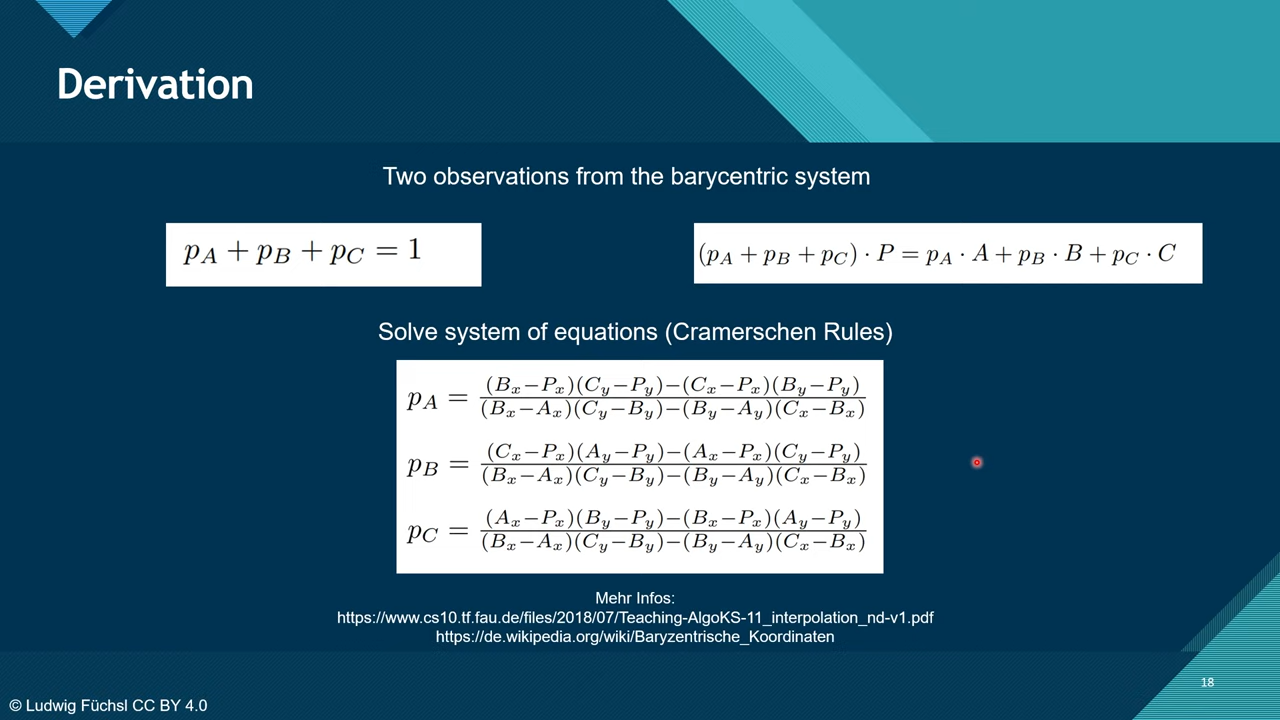 Derivation
Two observations from the barycentric system
p_A + p_B + p_C = 1
(p_A + p_B + p_C) · P = p_A · A + p_B · B + p_C · C
Solve system of equations (Cramerschen Rules)
p_A = \frac{(B_x−P_x)(C_y−P_y)−(C_x−P_x)(B_y−P_y)}{(B_x−A_x)(C_y−B_y)−(B_y−A_y)(C_x−B_x)}
p_B = \frac{(C_x−P_x)(A_y−P_y)−(A_x−P_x)(C_y−P_y)}{(B_x−A_x)(C_y−B_y)−(B_y−A_y)(C_x−B_x)}
p_C = \frac{(A_x−P_x)(B_y−P_y)−(B_x−P_x)(A_y−P_y)}{(B_x−A_x)(C_y−B_y)−(B_y−A_y)(C_x−B_x)}
Mehr Infos:
https://www.cs10.tf.fau.de/files/2018/07/Teaching-AlgoKS-11_interpolation_nd-v1.pdf
https://de.wikipedia.org/wiki/Baryzentrische_Koordinaten
18
© Ludwig Füchsl CC BY 4.0